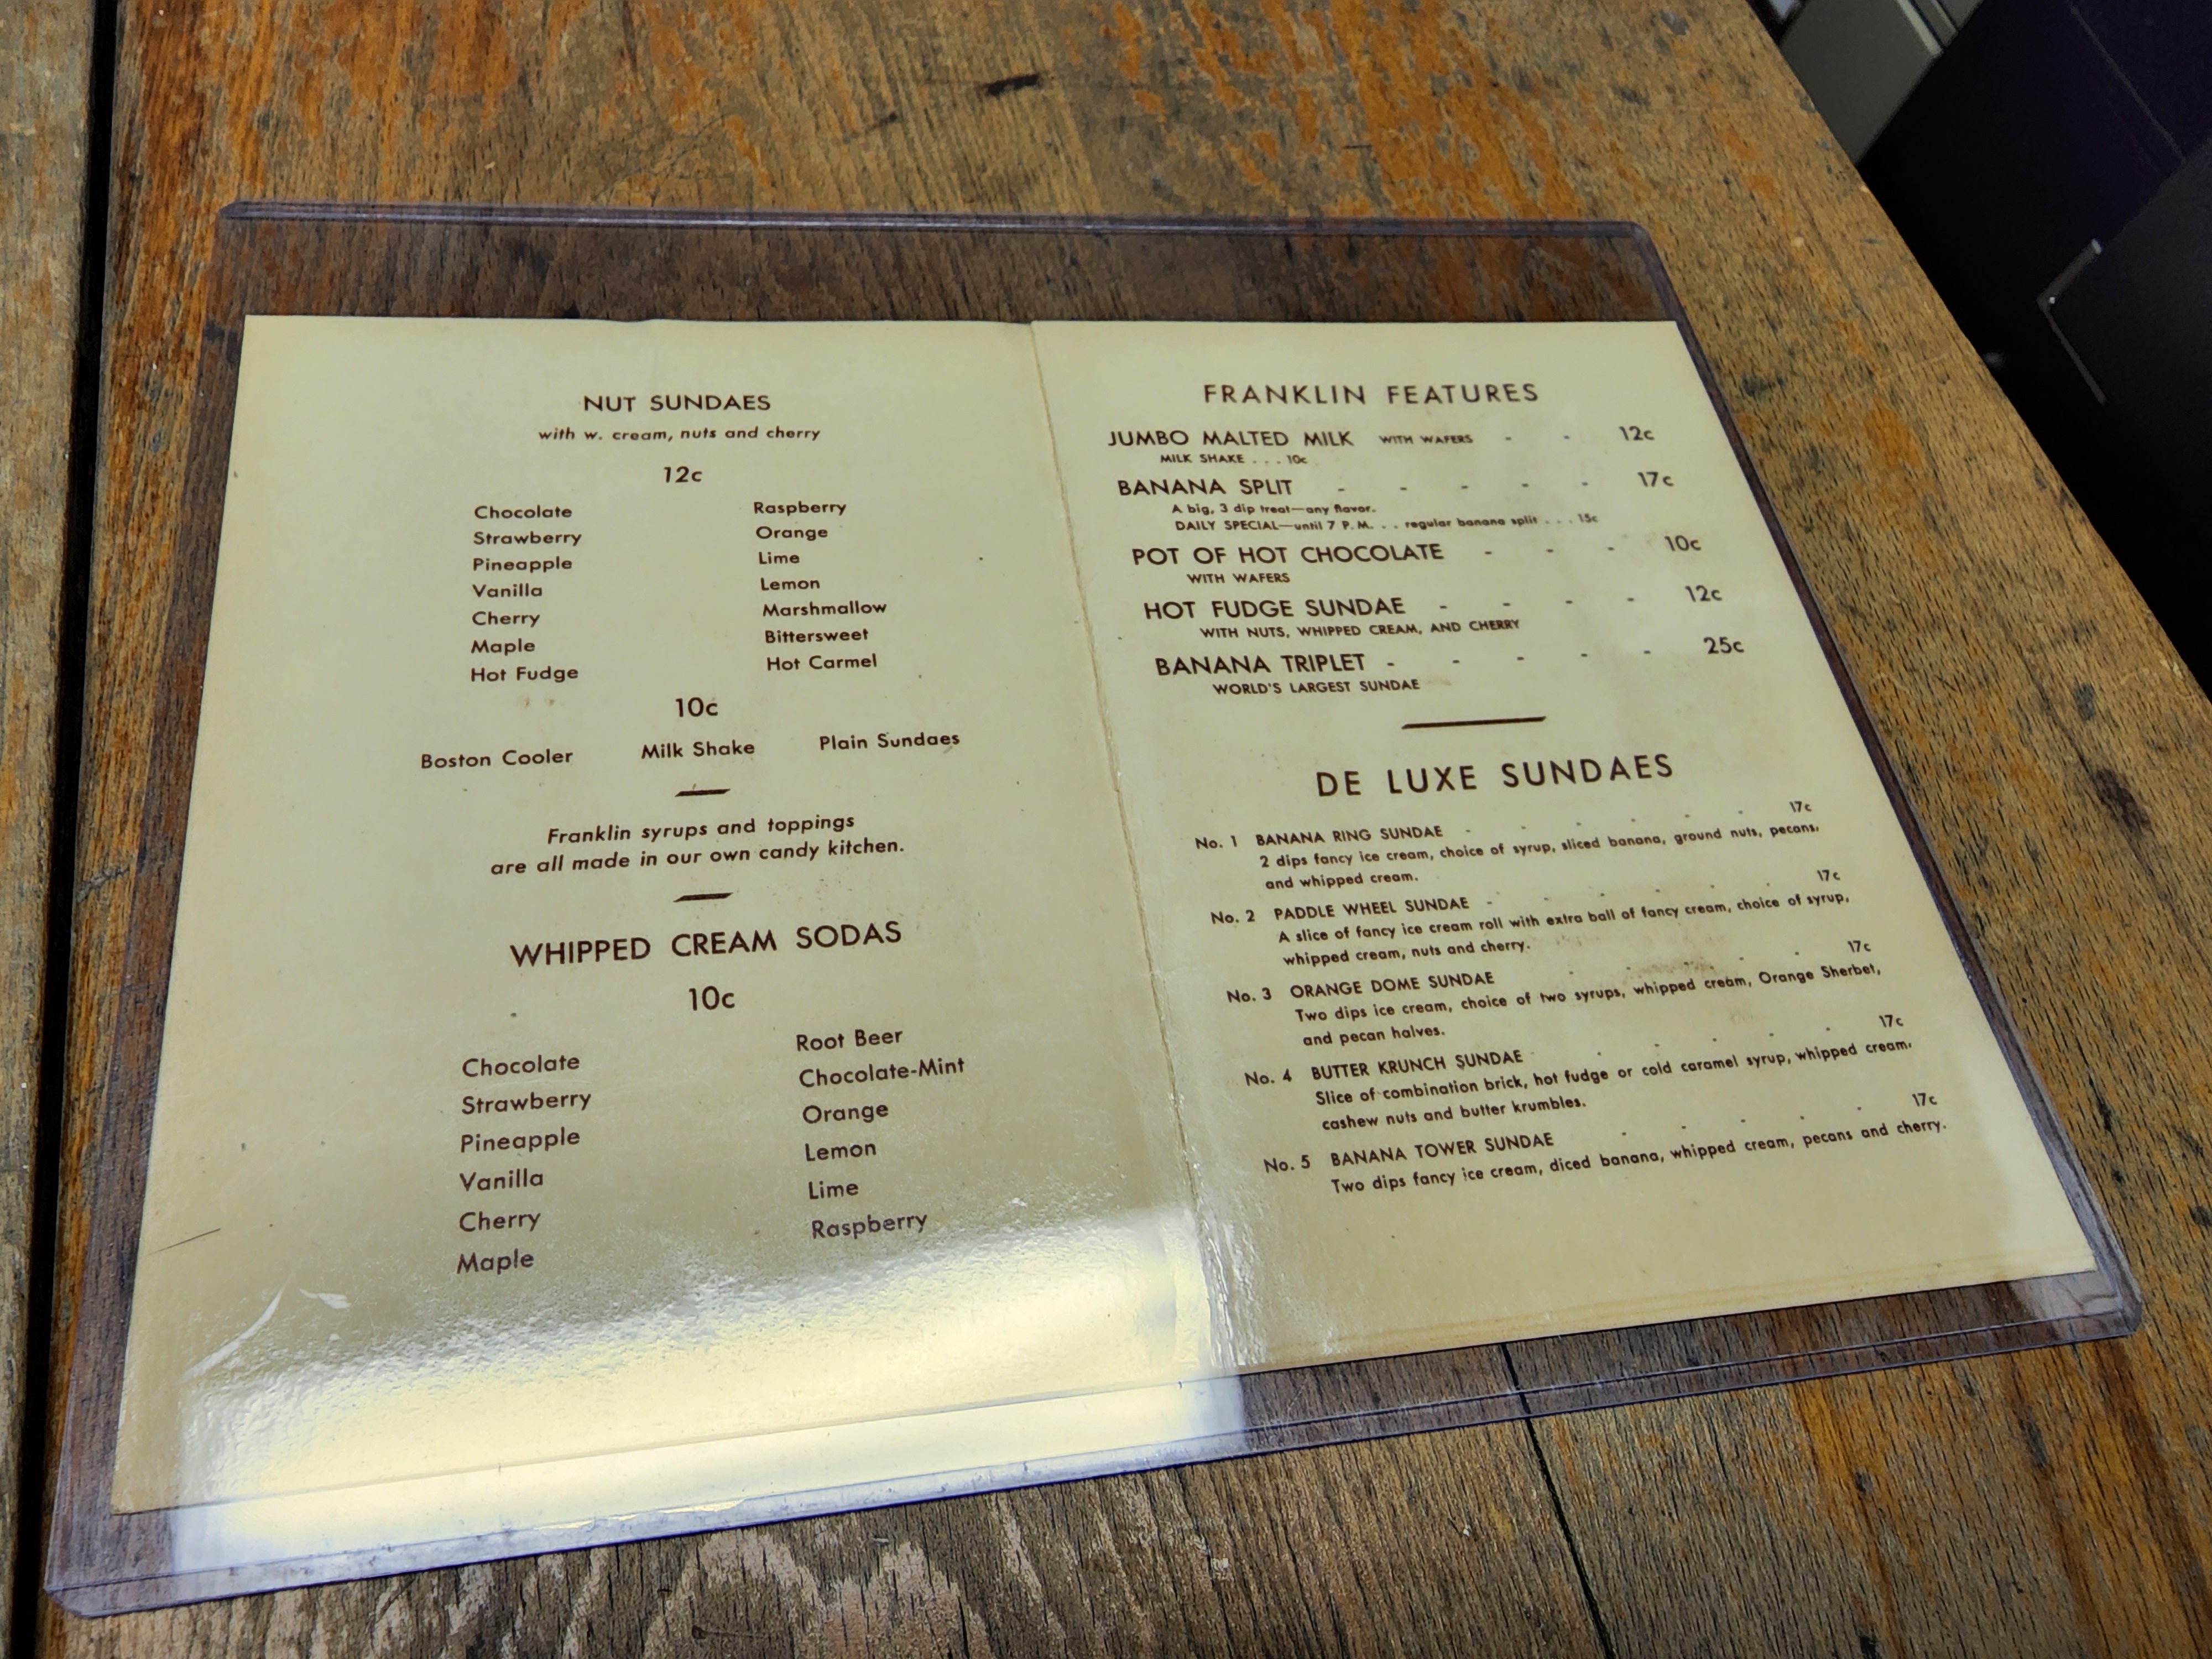 NUT SUNDAES
with w. cream, nuts and cherry
12c
Chocolate
Strawberry
Pineapple
Vanilla
Cherry
Maple
Hot Fudge
Raspberry
Orange
Lime
Lemon
Marshmallow
Bittersweet
Hot Carmel
10c
Boston Cooler Milk Shake Plain Sundaes
Franklin syrups and toppings
are all made in our own candy kitchen.
WHIPPED CREAM SODAS
10c
Chocolate
Strawberry
Pineapple
Vanilla
Cherry
Maple
Root Beer
Chocolate-Mint
Orange
Lemon
Lime
Raspberry
FRANKLIN FEATURES
JUMBO MALTED MILK WITH WAFERS - - 12c
MILK SHAKE . . . 10c
BANANA SPLIT - - - - - 17c
A big, 3 dip treat—any flavor.
DAILY SPECIAL—until 7 P. M. . . regular banana split . . . 15c
POT OF HOT CHOCOLATE - - - 10c
WITH WAFERS
HOT FUDGE SUNDAE - - - - 12c
WITH NUTS, WHIPPED CREAM, AND CHERRY
BANANA TRIPLET - - - - - 25c
WORLD'S LARGEST SUNDAE
DE LUXE SUNDAES
No. 1 BANANA RING SUNDAE - - - - - - 17c
2 dips fancy ice cream, choice of syrup, sliced banana, ground nuts, pecans,
and whipped cream.
No. 2 PADDLE WHEEL SUNDAE - - - - - - 17c
A slice of fancy ice cream roll with extra ball of fancy cream, choice of syrup,
whipped cream, nuts and cherry.
No. 3 ORANGE DOME SUNDAE - - - - - 17c
Two dips ice cream, choice of two syrups, whipped cream, Orange Sherbet,
and pecan halves.
No. 4 BUTTER KRUNCH SUNDAE - - - - - - 17c
Slice of combination brick, hot fudge or cold caramel syrup, whipped cream,
cashew nuts and butter krumbles.
No. 5 BANANA TOWER SUNDAE - - - - - 17c
Two dips fancy ice cream, diced banana, whipped cream, pecans and cherry.